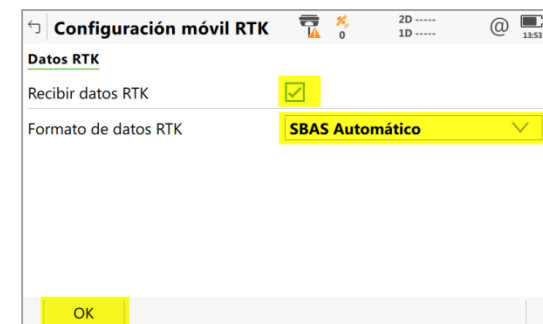 Configuración móvil RTK
0
2D -----
1D -----
@
13:53
Datos RTK
Recibir datos RTK
Formato de datos RTK SBAS Automático
OK